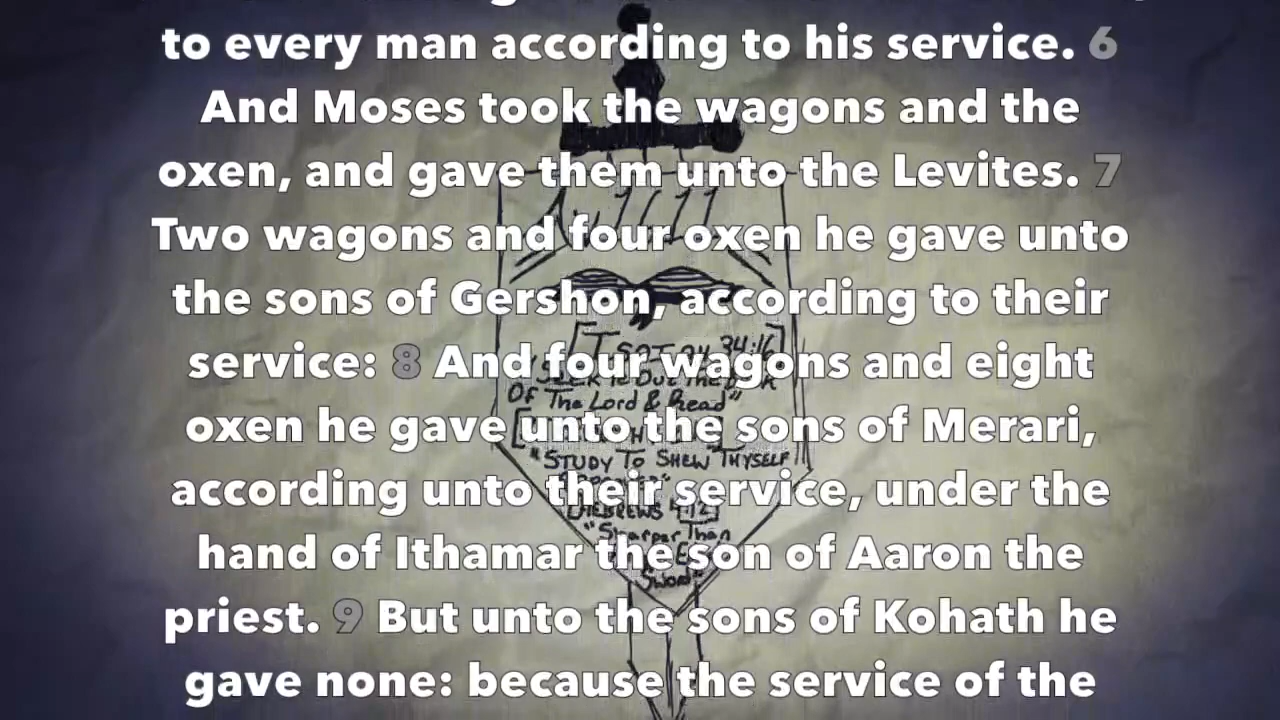 to every man according to his service. 6
And Moses took the wagons and the
oxen, and gave them unto the Levites. 7
Two wagons and four oxen he gave unto
the sons of Gershon, according to their
service: 8 And four wagons and eight
oxen he gave unto the sons of Merari,
according unto their service, under the
hand of Ithamar the son of Aaron the
priest. 9 But unto the sons of Kohath he
gave none: because the service of the
34:16
Of The Lord & Read"
"STUDY TO SHEW THYSELF
HEBREWS 4:12]
"Sharper Than
Sword"